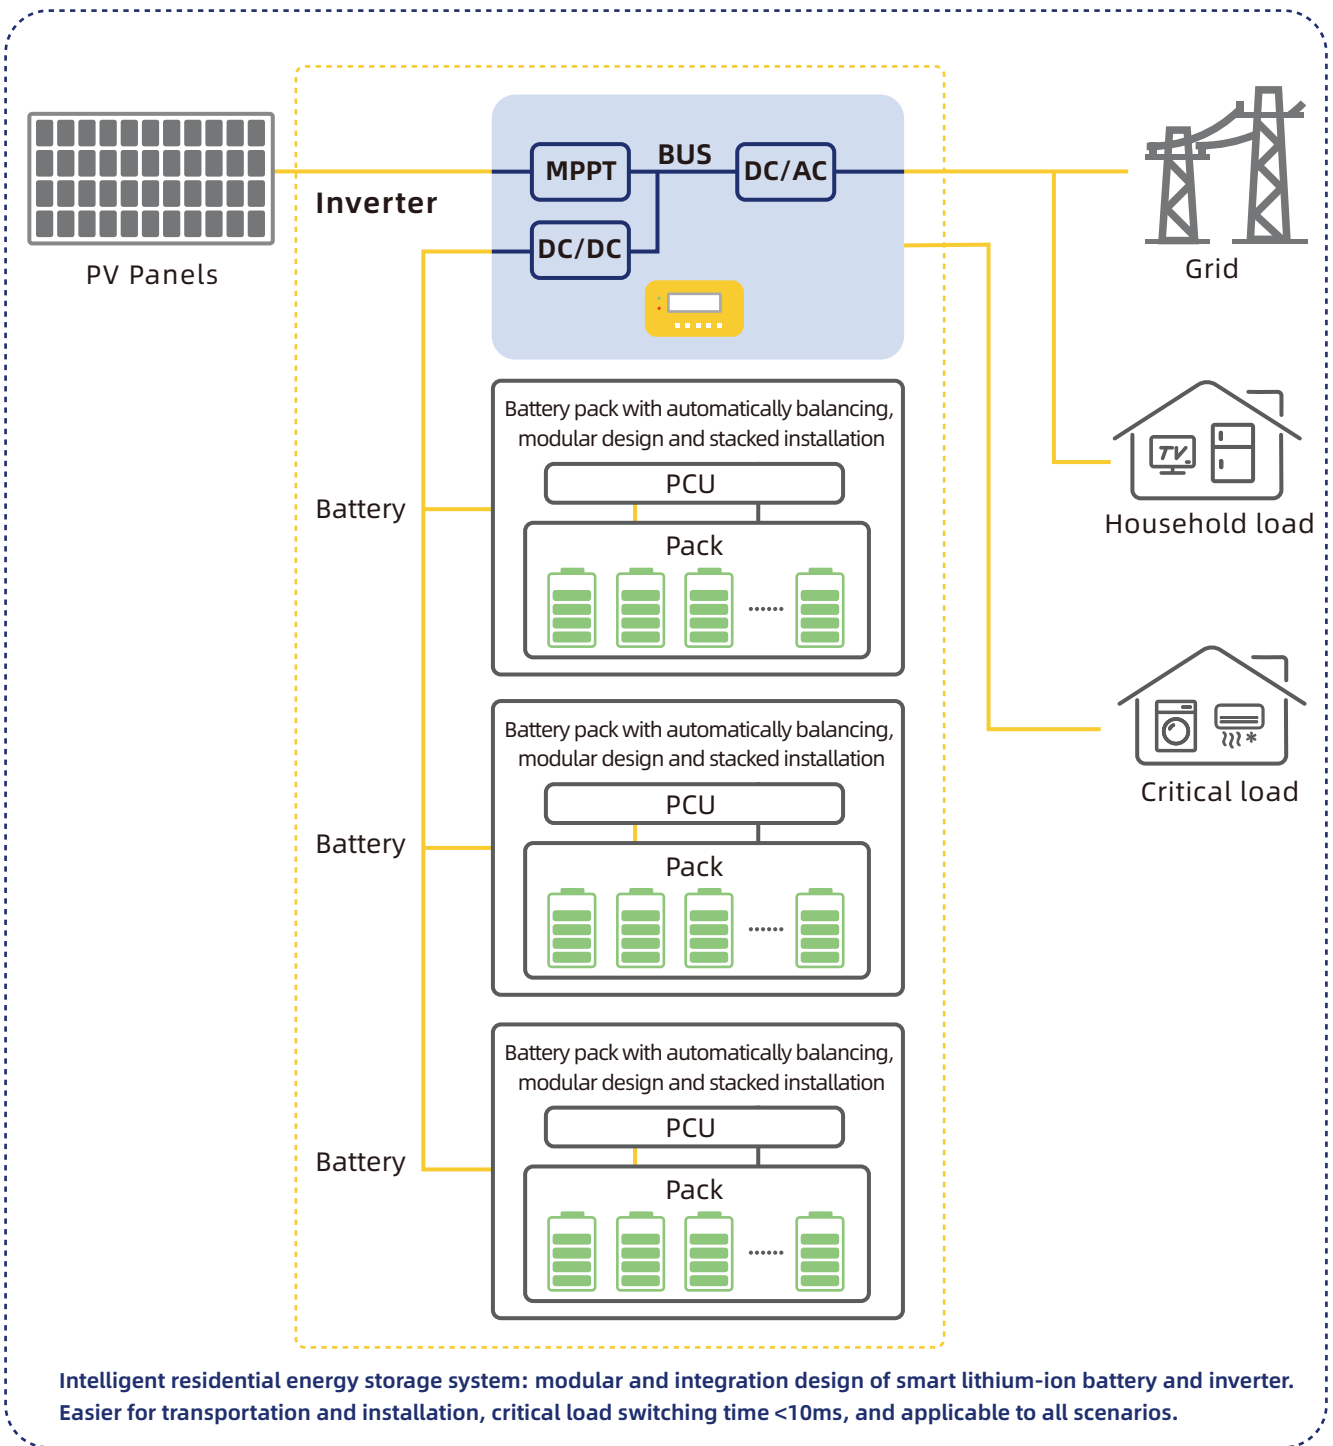 PV Panels
Inverter
MPPT
BUS
DC/AC
DC/DC
Grid
Battery pack with automatically balancing,
modular design and stacked installation
PCU
Battery
Pack
TV
Household load
Battery pack with automatically balancing,
modular design and stacked installation
PCU
Battery
Pack
Critical load
Battery pack with automatically balancing,
modular design and stacked installation
PCU
Battery
Pack
Intelligent residential energy storage system: modular and integration design of smart lithium-ion battery and inverter.
Easier for transportation and installation, critical load switching time <10ms, and applicable to all scenarios.